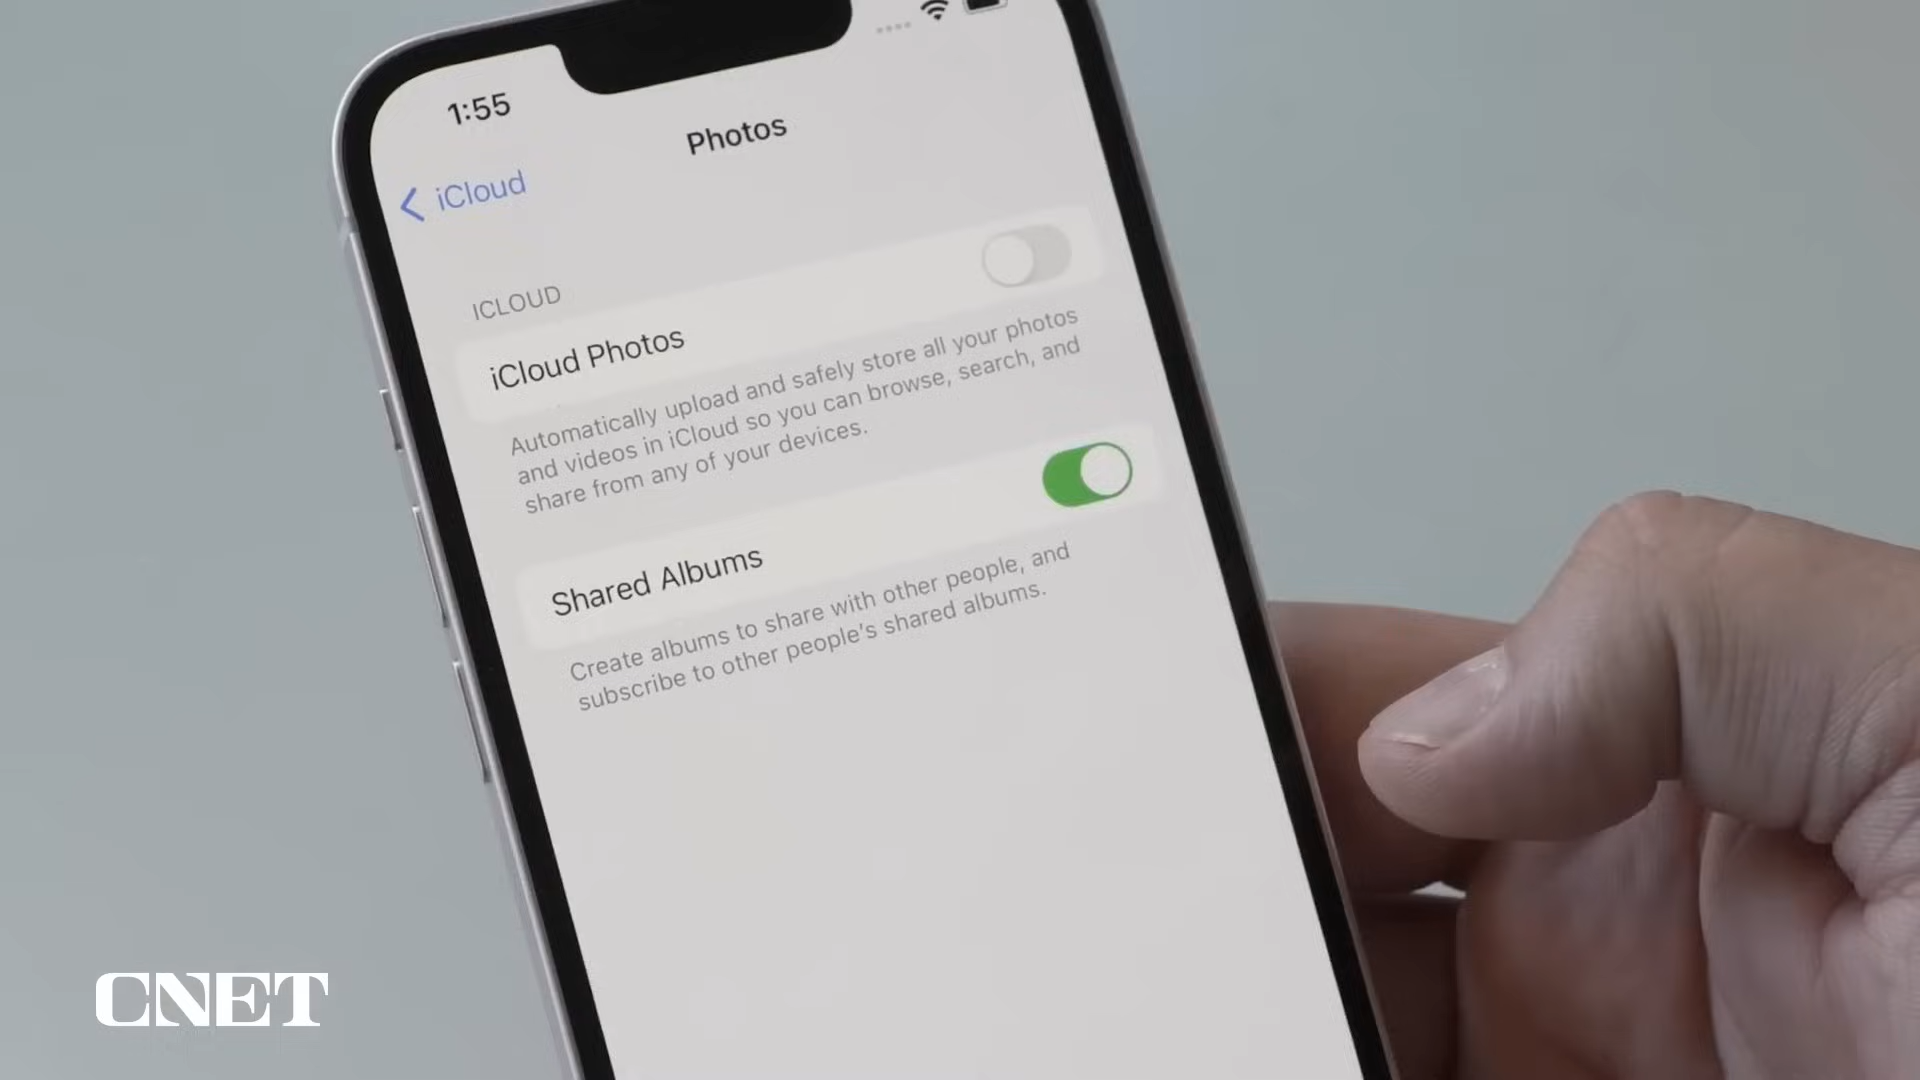 1:55
Photos
iCloud
ICLOUD
iCloud Photos
Automatically upload and safely store all your photos
and videos in iCloud so you can browse, search, and
share from any of your devices.
Shared Albums
Create albums to share with other people, and
subscribe to other people's shared albums.
CNET